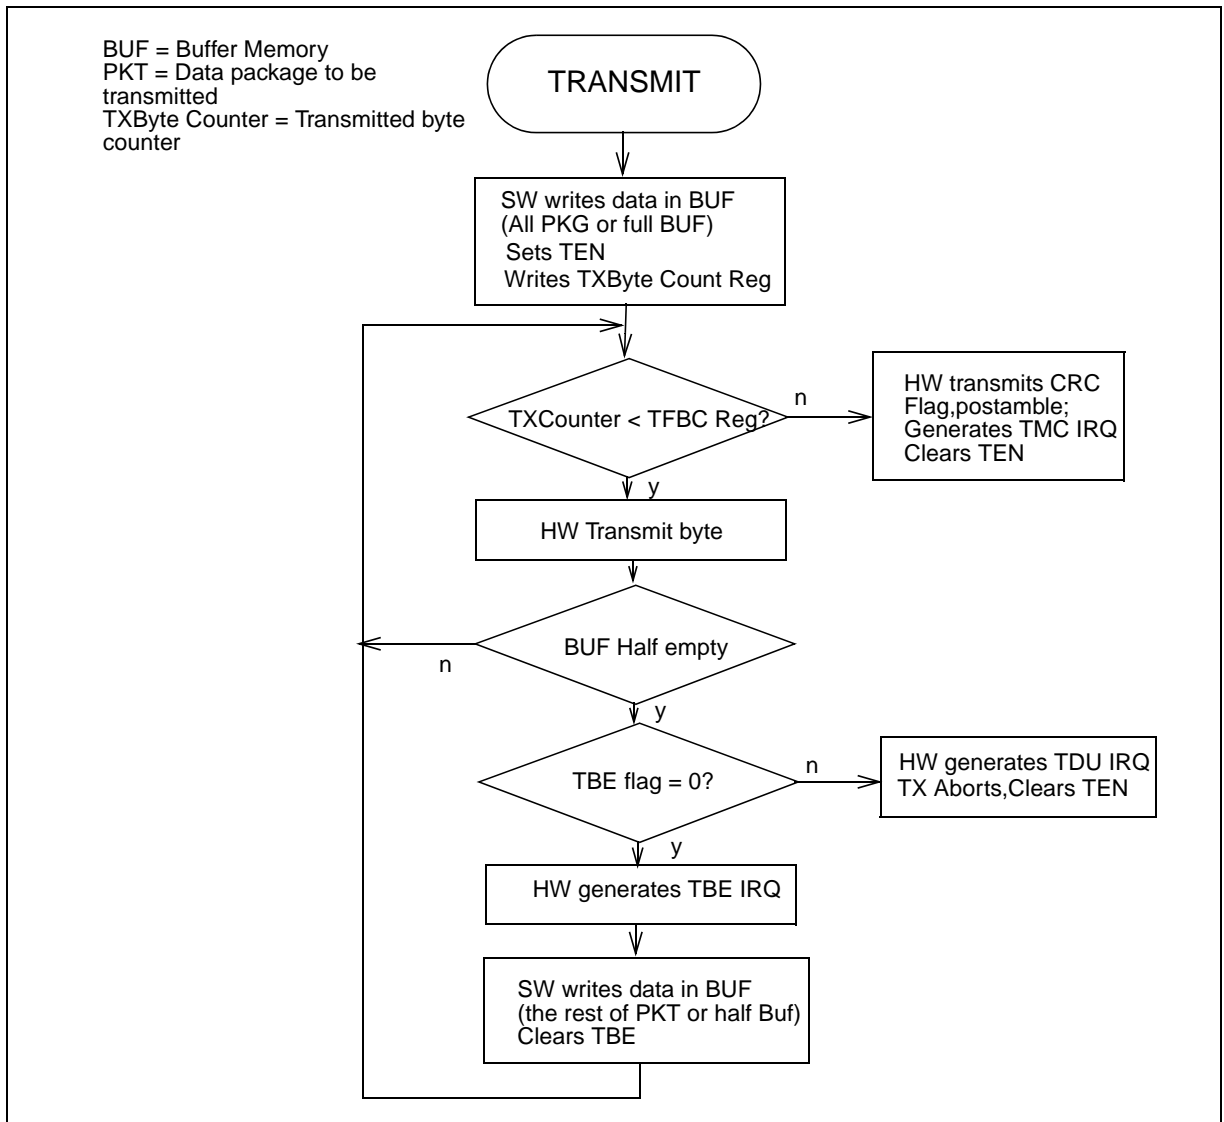 BUF = Buffer Memory
PKT = Data package to be
transmitted
TXByte Counter = Transmitted byte
counter
TRANSMIT
SW writes data in BUF
(All PKG or full BUF)
Sets TEN
Writes TXByte Count Reg
TXCounter < TFBC Reg?
n
HW transmits CRC
Flag,postamble;
Generates TMC IRQ
Clears TEN
y
HW Transmit byte
BUF Half empty
n
y
TBE flag = 0?
n
HW generates TDU IRQ
TX Aborts,Clears TEN
y
HW generates TBE IRQ
SW writes data in BUF
(the rest of PKT or half Buf)
Clears TBE